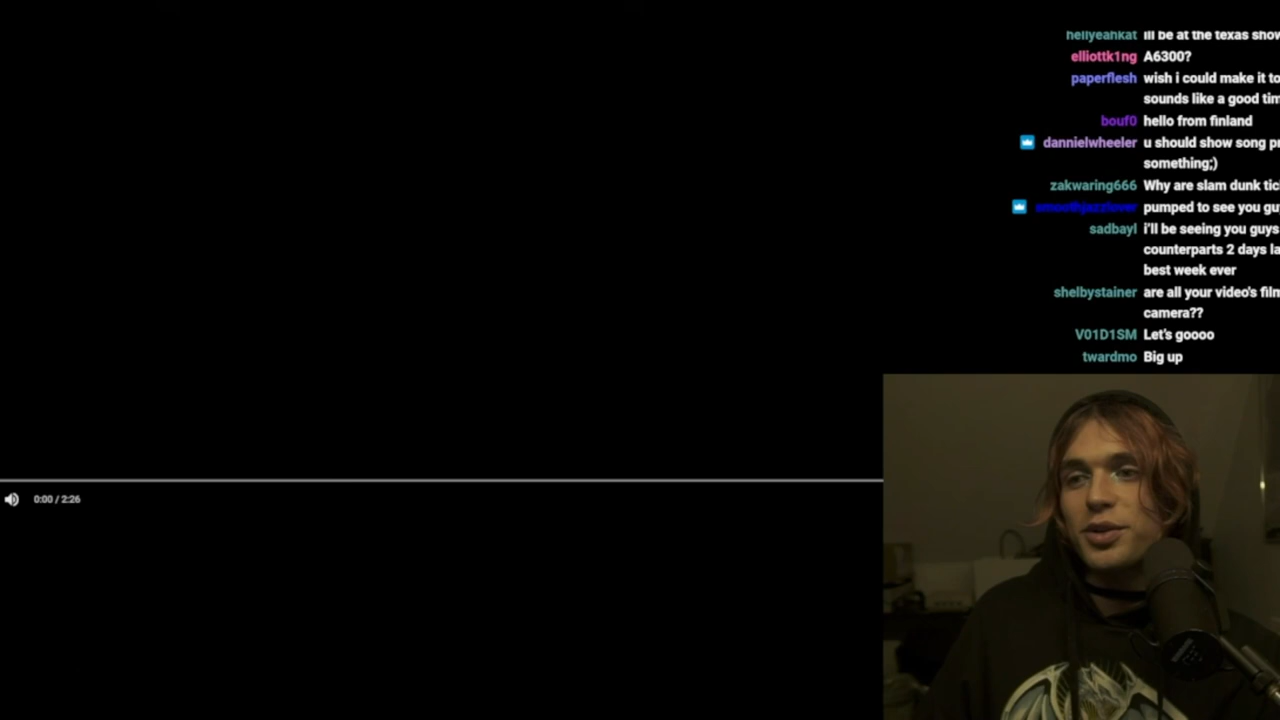 hellyeahkat ill be at the texas show
elliottk1ng A6300?
paperflesh wish i could make it to
sounds like a good tim
bouf0 hello from finland
dannielwheeler u should show song pr
something;)
zakwaring666 Why are slam dunk tic
smoothjazzlover pumped to see you gu
sadbayl i'll be seeing you guys
counterparts 2 days la
best week ever
shelbystainer are all your video's film
camera??
V01D1SM Let's goooo
twardmo Big up
0:00 / 2:26